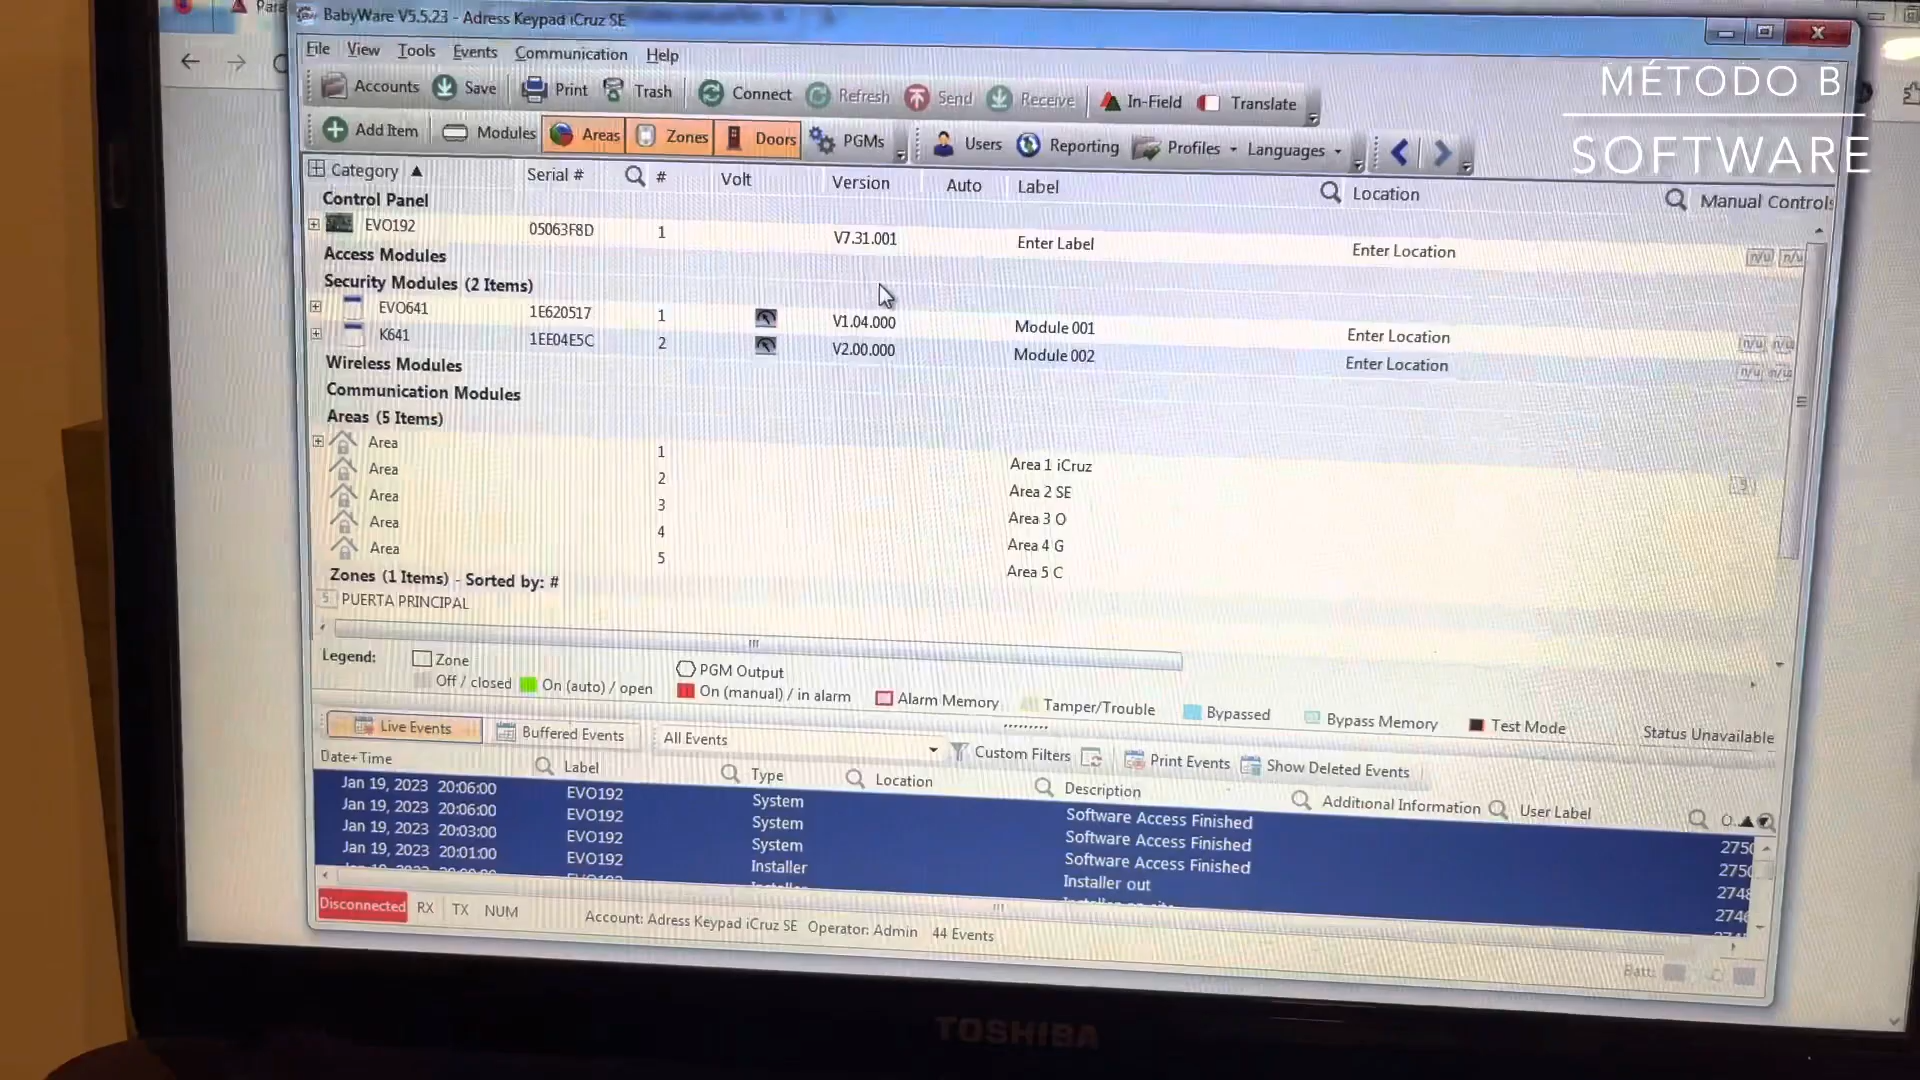 BabyWare V5.5.23 - Adress Keypad iCruz SE
MÉTODO B
SOFTWARE
File View Tools Events Communication Help
Accounts Save Print Trash Connect Refresh Send Receive In-Field Translate
Add Item Modules Areas Zones Doors PGMs Users Reporting Profiles Languages
Category Serial # # Volt Version Auto Label Location Manual Controls
Control Panel
EVO192 05063F8D 1 V7.31.001 Enter Label Enter Location n/u n/u
Access Modules
Security Modules (2 Items)
EVO641 1E620517 1 V1.04.000 Module 001 Enter Location n/u n/u
K641 1EE04E5C 2 V2.00.000 Module 002 Enter Location n/u n/u
Wireless Modules
Communication Modules
Areas (5 Items)
Area 1 Area 1 iCruz
Area 2 Area 2 SE
Area 3 Area 3 O
Area 4 Area 4 G
Area 5 Area 5 C
Zones (1 Items) - Sorted by: #
5 PUERTA PRINCIPAL
Legend: Zone PGM Output
Off / closed On (auto) / open On (manual) / in alarm Alarm Memory Tamper/Trouble Bypassed Bypass Memory Test Mode Status Unavailable
Live Events Buffered Events All Events Custom Filters Print Events Show Deleted Events
Date+Time Label Type Location Description Additional Information User Label O..
Jan 19, 2023 20:06:00 EVO192 System Software Access Finished 2750
Jan 19, 2023 20:06:00 EVO192 System Software Access Finished 2750
Jan 19, 2023 20:03:00 EVO192 System Software Access Finished 2748
Jan 19, 2023 20:01:00 EVO192 Installer Installer out 2746
Disconnected RX TX NUM Account: Adress Keypad iCruz SE Operator: Admin 44 Events
Batt:
TOSHIBA